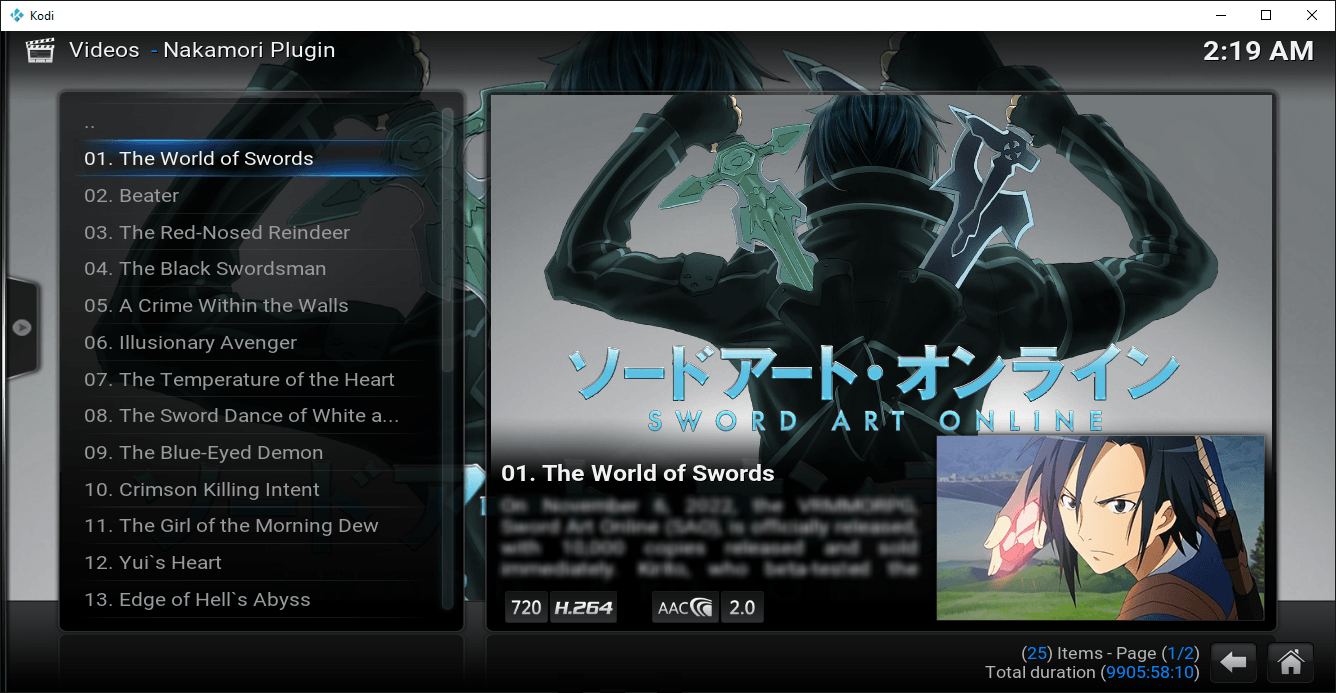 Kodi
Videos - Nakamori Plugin
2:19 AM
..
01. The World of Swords
02. Beater
03. The Red-Nosed Reindeer
04. The Black Swordsman
05. A Crime Within the Walls
06. Illusionary Avenger
07. The Temperature of the Heart
08. The Sword Dance of White a...
09. The Blue-Eyed Demon
10. Crimson Killing Intent
11. The Girl of the Morning Dew
12. Yui`s Heart
13. Edge of Hell`s Abyss
ソードアート・オンライン
SWORD ART ONLINE
01. The World of Swords
On November 6, 2022, the VRMMORPG,
Sword Art Online (SAO), is officially released,
with 10,000 copies released and sold
immediately. Kirito, who beta-tested the
720 H.264 AAC 2.0
(25) Items - Page (1/2)
Total duration (9905:58:10)